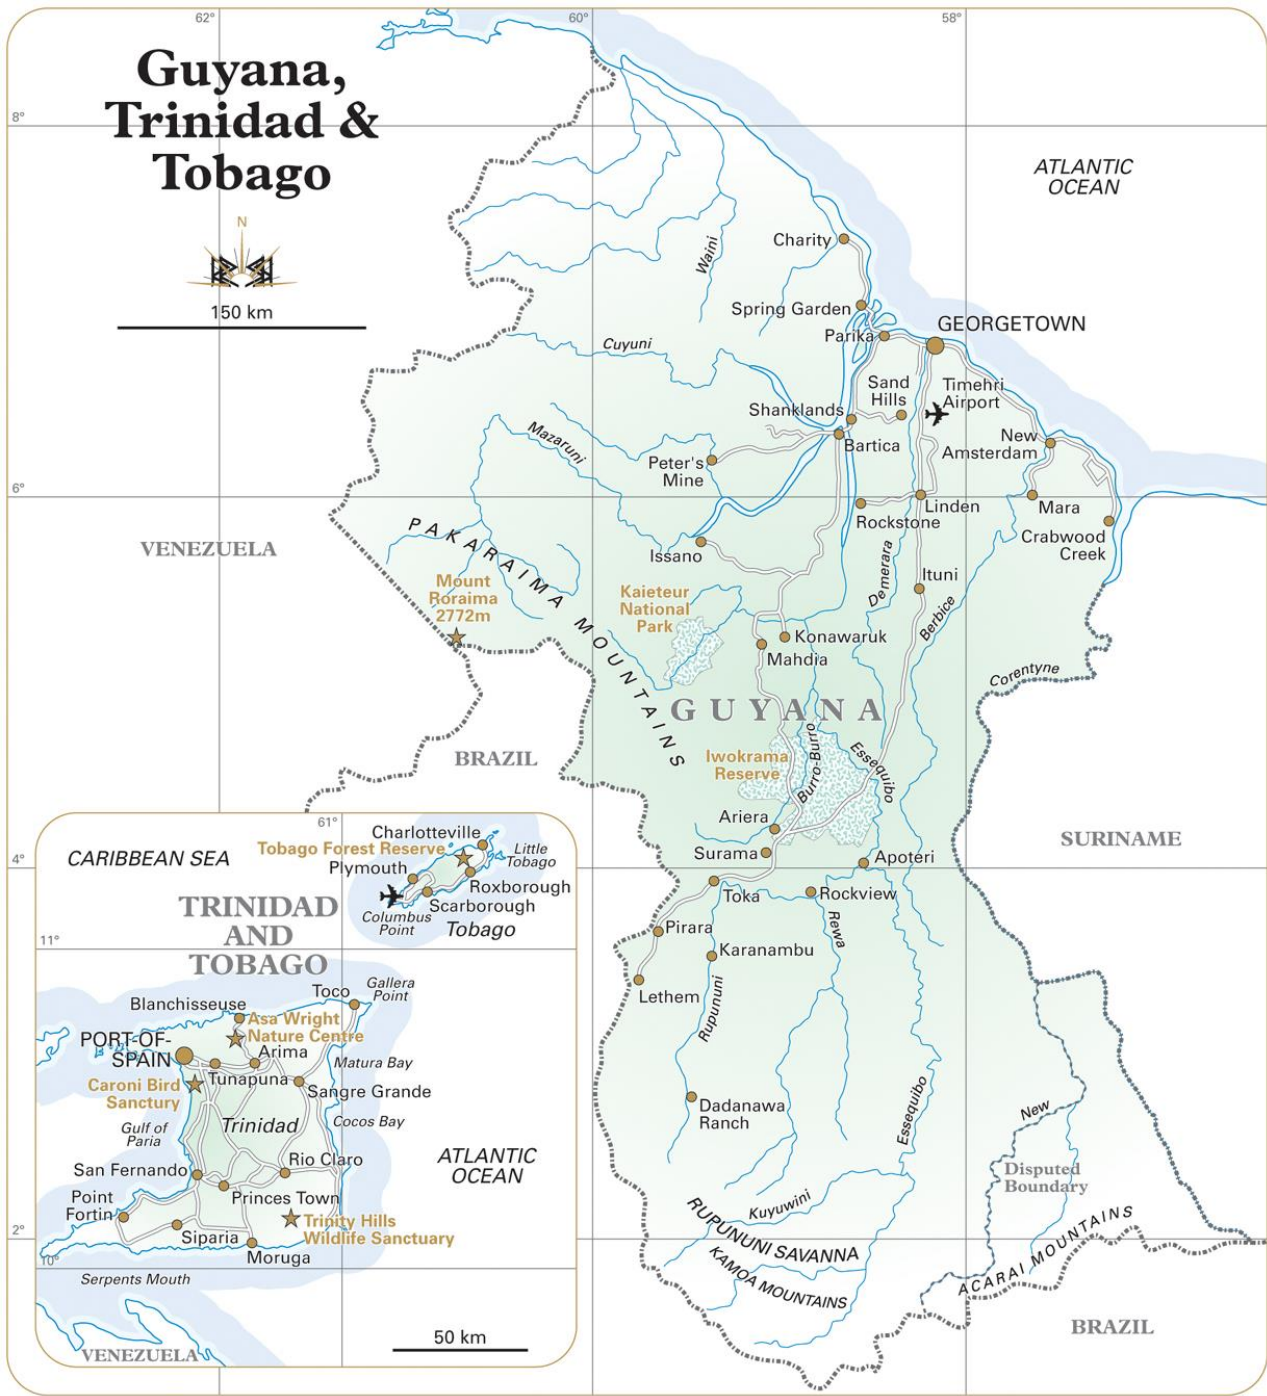 62°
60°
58°
8°
6°
4°
2°
Guyana,
Trinidad &
Tobago
N
150 km
ATLANTIC
OCEAN
Charity
Waini
Spring Garden
Parika
GEORGETOWN
Cuyuni
Sand
Hills
Timehri
Airport
Shanklands
Bartica
New
Amsterdam
Mazaruni
Peter's
Mine
Linden
Mara
Rockstone
Crabwood
Creek
VENEZUELA
PAKARAIMA MOUNTAINS
Issano
Mount
Roraima
2772m
Kaieteur
National
Park
Demerara
Ituni
Berbice
Konawaruk
Mahdia
Corentyne
GUYANA
BRAZIL
Iwokrama
Reserve
Burro-Burro
Essequibo
Ariera
Surama
Apoteri
SURINAME
Toka
Rockview
Rewa
Pirara
Karanambu
Lethem
Rupununi
Dadanawa
Ranch
Essequibo
New
Disputed
Boundary
Kuyuwini
RUPUNUNI SAVANNA
KAMOA MOUNTAINS
ACARAI MOUNTAINS
BRAZIL
61°
11°
10°
CARIBBEAN SEA
Charlotteville
Tobago Forest Reserve
Little
Tobago
Plymouth
Roxborough
Scarborough
Columbus
Point
Tobago
TRINIDAD
AND
TOBAGO
Toco
Gallera
Point
Blanchisseuse
Asa Wright
Nature Centre
PORT-OF-
SPAIN
Arima
Matura Bay
Tunapuna
Caroni Bird
Sanctury
Sangre Grande
Trinidad
Cocos Bay
Gulf of
Paria
ATLANTIC
OCEAN
San Fernando
Rio Claro
Point
Fortin
Princes Town
Siparia
Trinity Hills
Wildlife Sanctuary
Moruga
Serpents Mouth
VENEZUELA
50 km